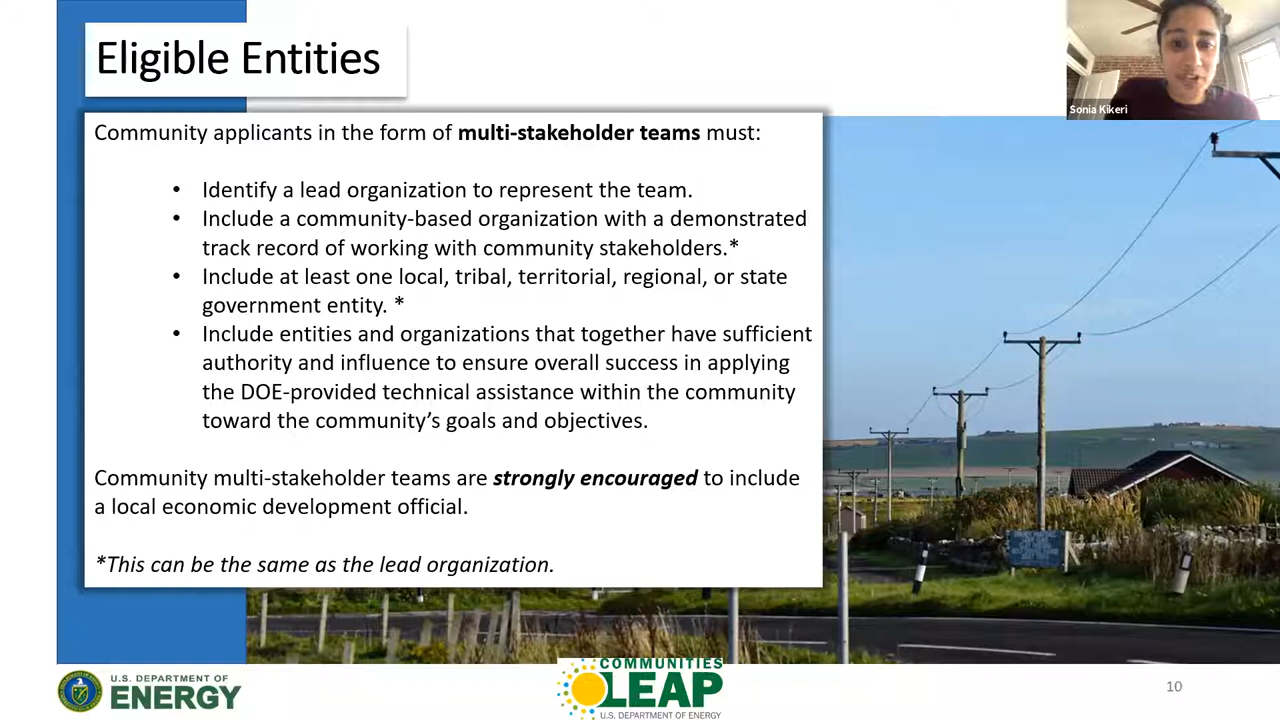 Eligible Entities
Sonia Kikeri
Community applicants in the form of multi-stakeholder teams must:
• Identify a lead organization to represent the team.
• Include a community-based organization with a demonstrated
track record of working with community stakeholders.*
• Include at least one local, tribal, territorial, regional, or state
government entity. *
• Include entities and organizations that together have sufficient
authority and influence to ensure overall success in applying
the DOE-provided technical assistance within the community
toward the community’s goals and objectives.
Community multi-stakeholder teams are strongly encouraged to include
a local economic development official.
*This can be the same as the lead organization.
U.S. DEPARTMENT OF
ENERGY
COMMUNITIES
LEAP
U.S. DEPARTMENT OF ENERGY
10